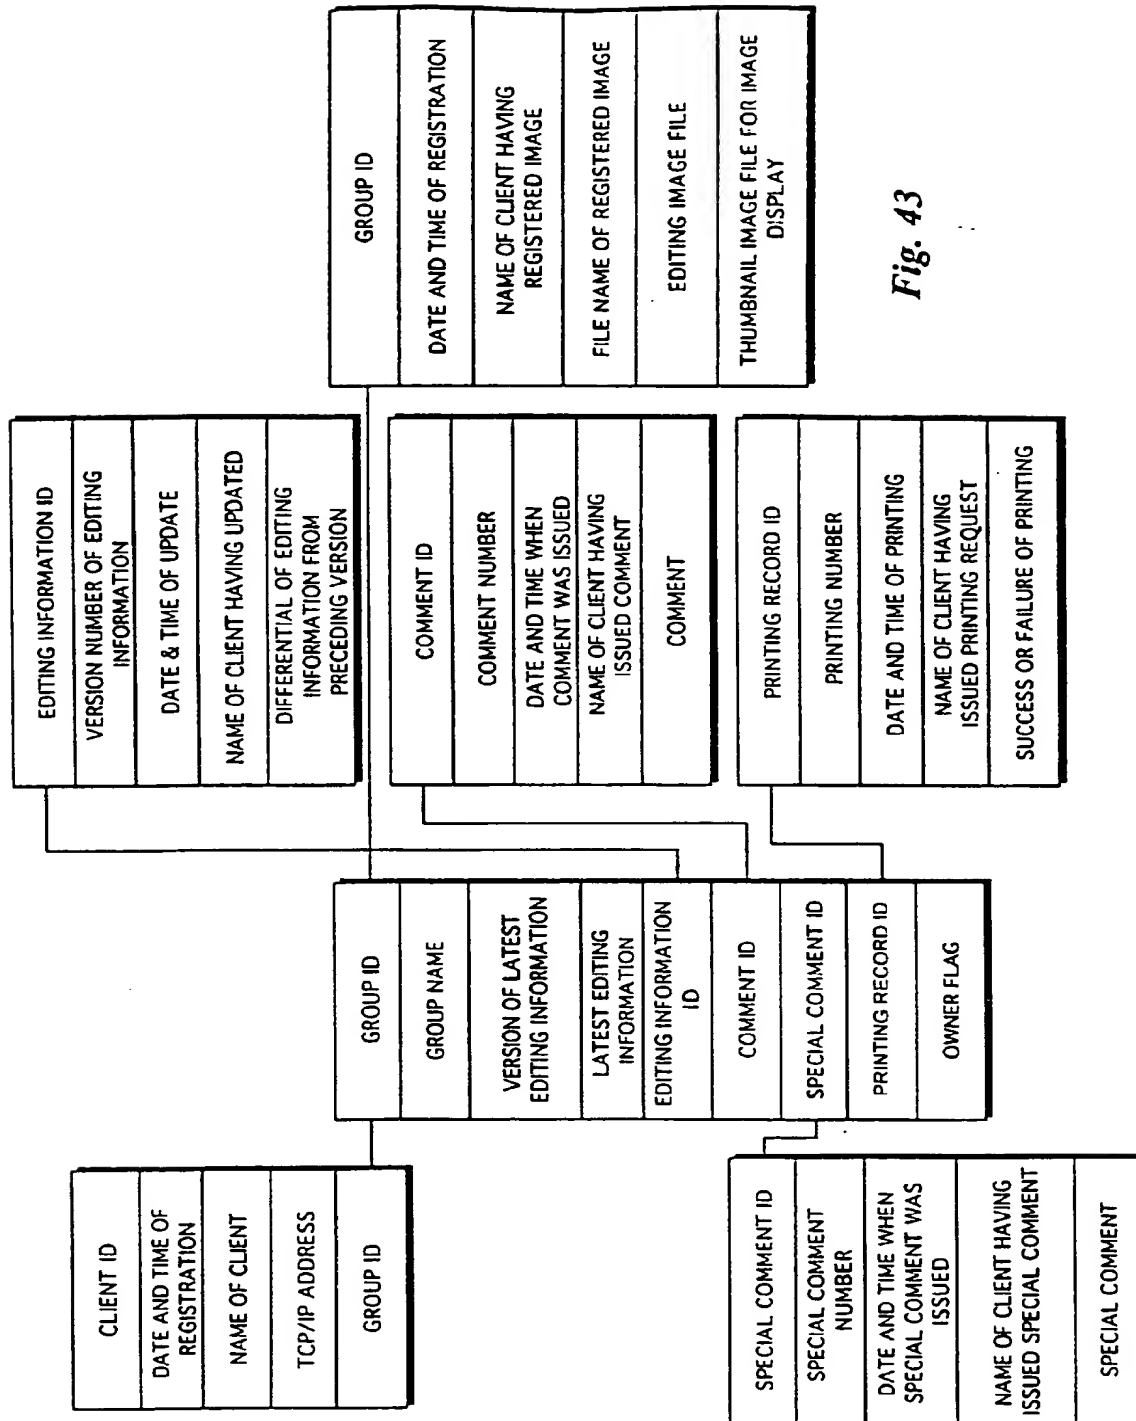 CLIENT ID
DATE AND TIME OF
REGISTRATION
NAME OF CLIENT
TCP/IP ADDRESS
GROUP ID
SPECIAL COMMENT ID
SPECIAL COMMENT
NUMBER
DATE AND TIME WHEN
SPECIAL COMMENT WAS
ISSUED
NAME OF CLIENT HAVING
ISSUED SPECIAL COMMENT
SPECIAL COMMENT
GROUP ID
GROUP NAME
VERSION OF LATEST
EDITING INFORMATION
LATEST EDITING
INFORMATION
EDITING INFORMATION
ID
COMMENT ID
SPECIAL COMMENT ID
PRINTING RECORD ID
OWNER FLAG
EDITING INFORMATION ID
VERSION NUMBER OF EDITING
INFORMATION
DATE & TIME OF UPDATE
NAME OF CLIENT HAVING UPDATED
DIFFERENTIAL OF EDITING
INFORMATION FROM
PRECEDING VERSION
COMMENT ID
COMMENT NUMBER
DATE AND TIME WHEN
COMMENT WAS ISSUED
NAME OF CLIENT HAVING
ISSUED COMMENT
COMMENT
PRINTING RECORD ID
PRINTING NUMBER
DATE AND TIME OF PRINTING
NAME OF CLIENT HAVING
ISSUED PRINTING REQUEST
SUCCESS OR FAILURE OF PRINTING
GROUP ID
DATE AND TIME OF REGISTRATION
NAME OF CLIENT HAVING
REGISTERED IMAGE
FILE NAME OF REGISTERED IMAGE
EDITING IMAGE FILE
THUMBNAIL IMAGE FILE FOR IMAGE
DISPLAY
Fig. 43